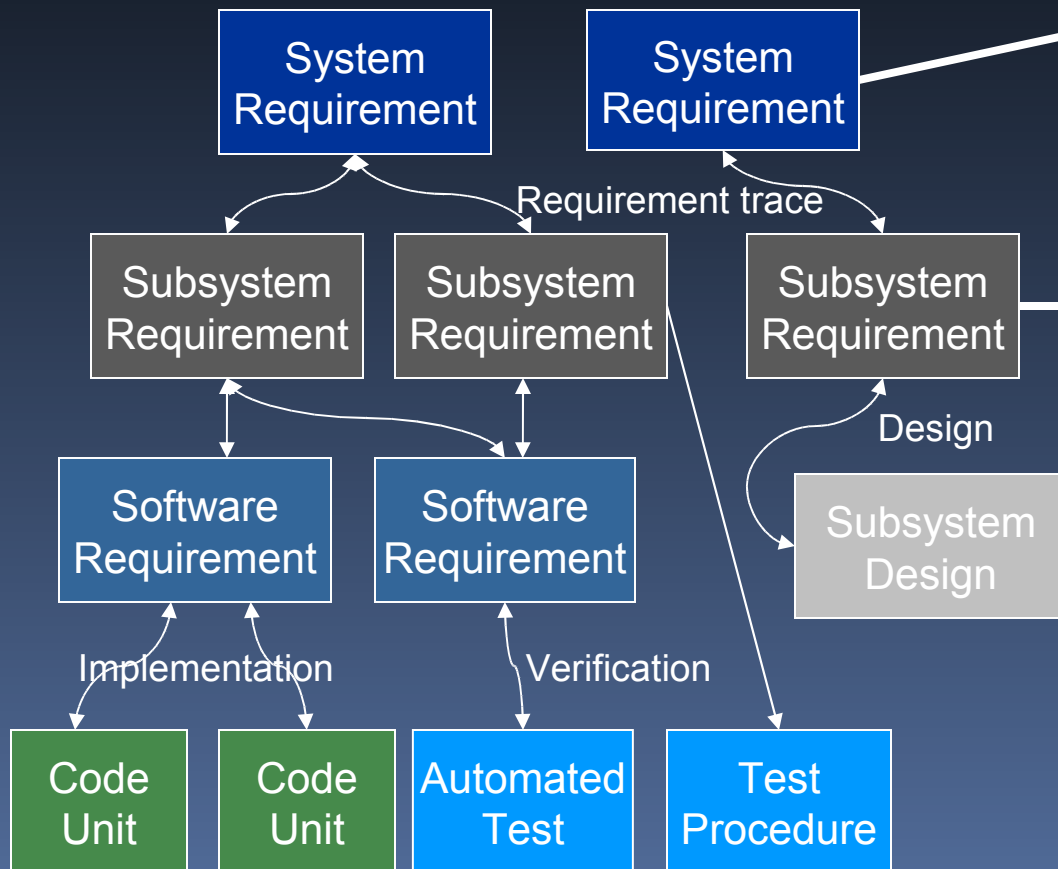 System
Requirement
System
Requirement
Requirement trace
Subsystem
Requirement
Subsystem
Requirement
Subsystem
Requirement
Design
Software
Requirement
Software
Requirement
Subsystem
Design
Implementation
Verification
Code
Unit
Code
Unit
Automated
Test
Test
Procedure